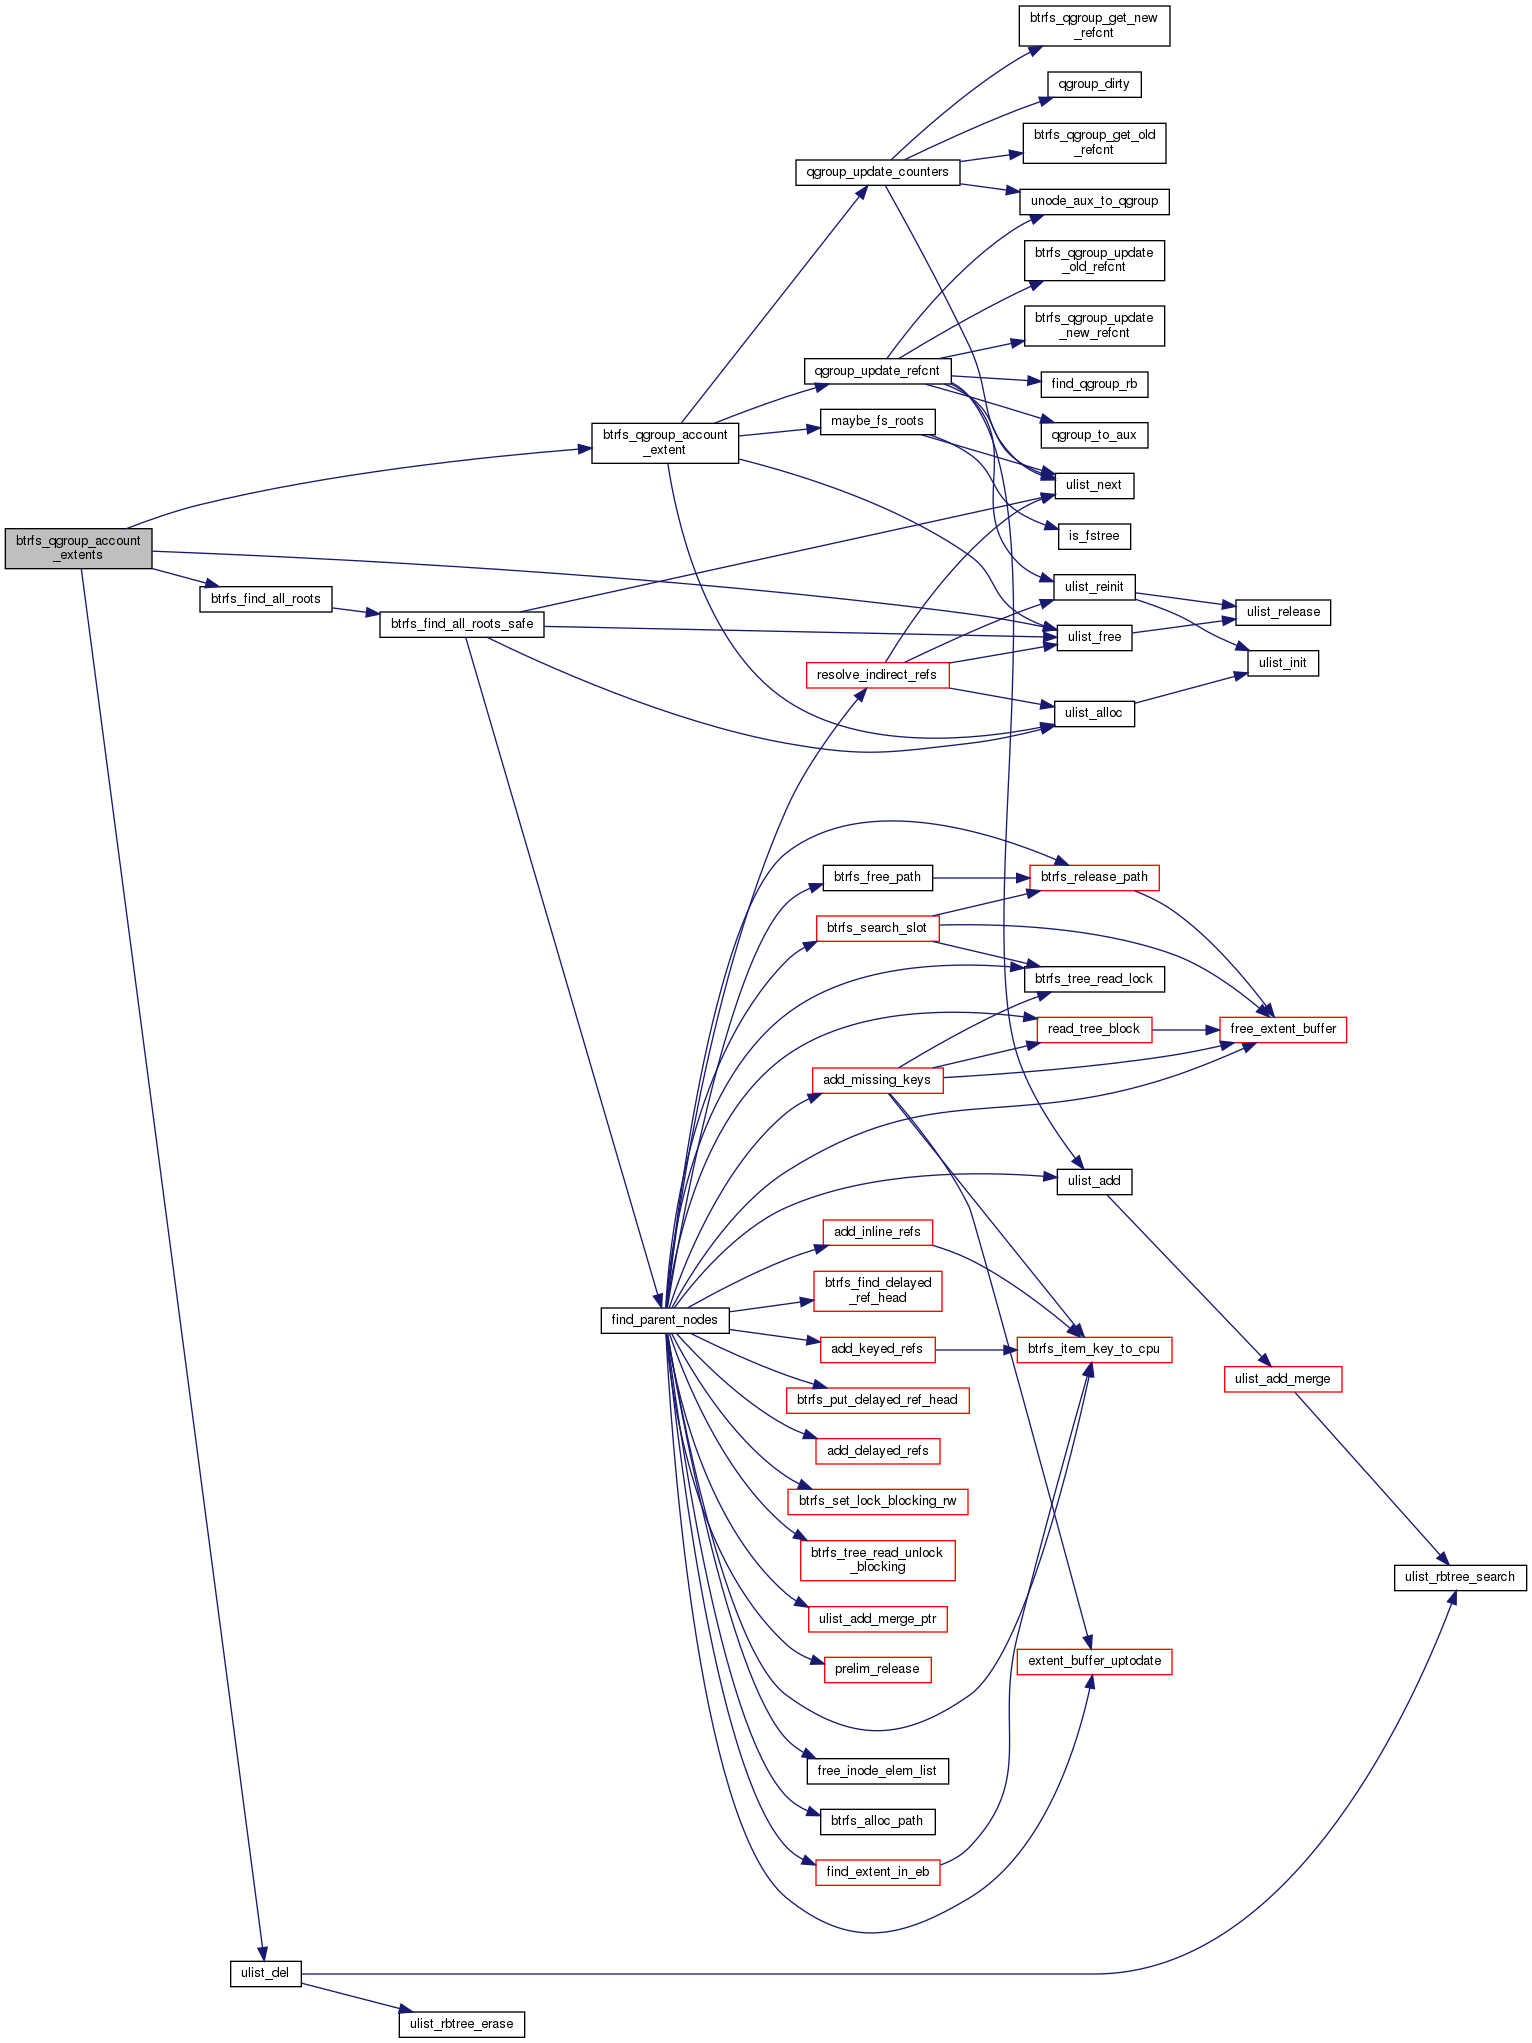 btrfs_qgroup_get_new
_refcnt
qgroup_dirty
btrfs_qgroup_get_old
_refcnt
qgroup_update_counters
unode_aux_to_qgroup
btrfs_qgroup_update
_old_refcnt
btrfs_qgroup_update
_new_refcnt
qgroup_update_refcnt
find_qgroup_rb
maybe_fs_roots
qgroup_to_aux
btrfs_qgroup_account
_extent
ulist_next
is_fstree
btrfs_qgroup_account
_extents
ulist_reinit
btrfs_find_all_roots
ulist_release
btrfs_find_all_roots_safe
ulist_free
ulist_init
resolve_indirect_refs
ulist_alloc
btrfs_free_path
btrfs_release_path
btrfs_search_slot
btrfs_tree_read_lock
read_tree_block
free_extent_buffer
add_missing_keys
ulist_add
add_inline_refs
btrfs_find_delayed
_ref_head
find_parent_nodes
add_keyed_refs
btrfs_item_key_to_cpu
ulist_add_merge
btrfs_put_delayed_ref_head
add_delayed_refs
btrfs_set_lock_blocking_rw
btrfs_tree_read_unlock
_blocking
ulist_rbtree_search
ulist_add_merge_ptr
prelim_release
extent_buffer_uptodate
free_inode_elem_list
btrfs_alloc_path
find_extent_in_eb
ulist_del
ulist_rbtree_erase